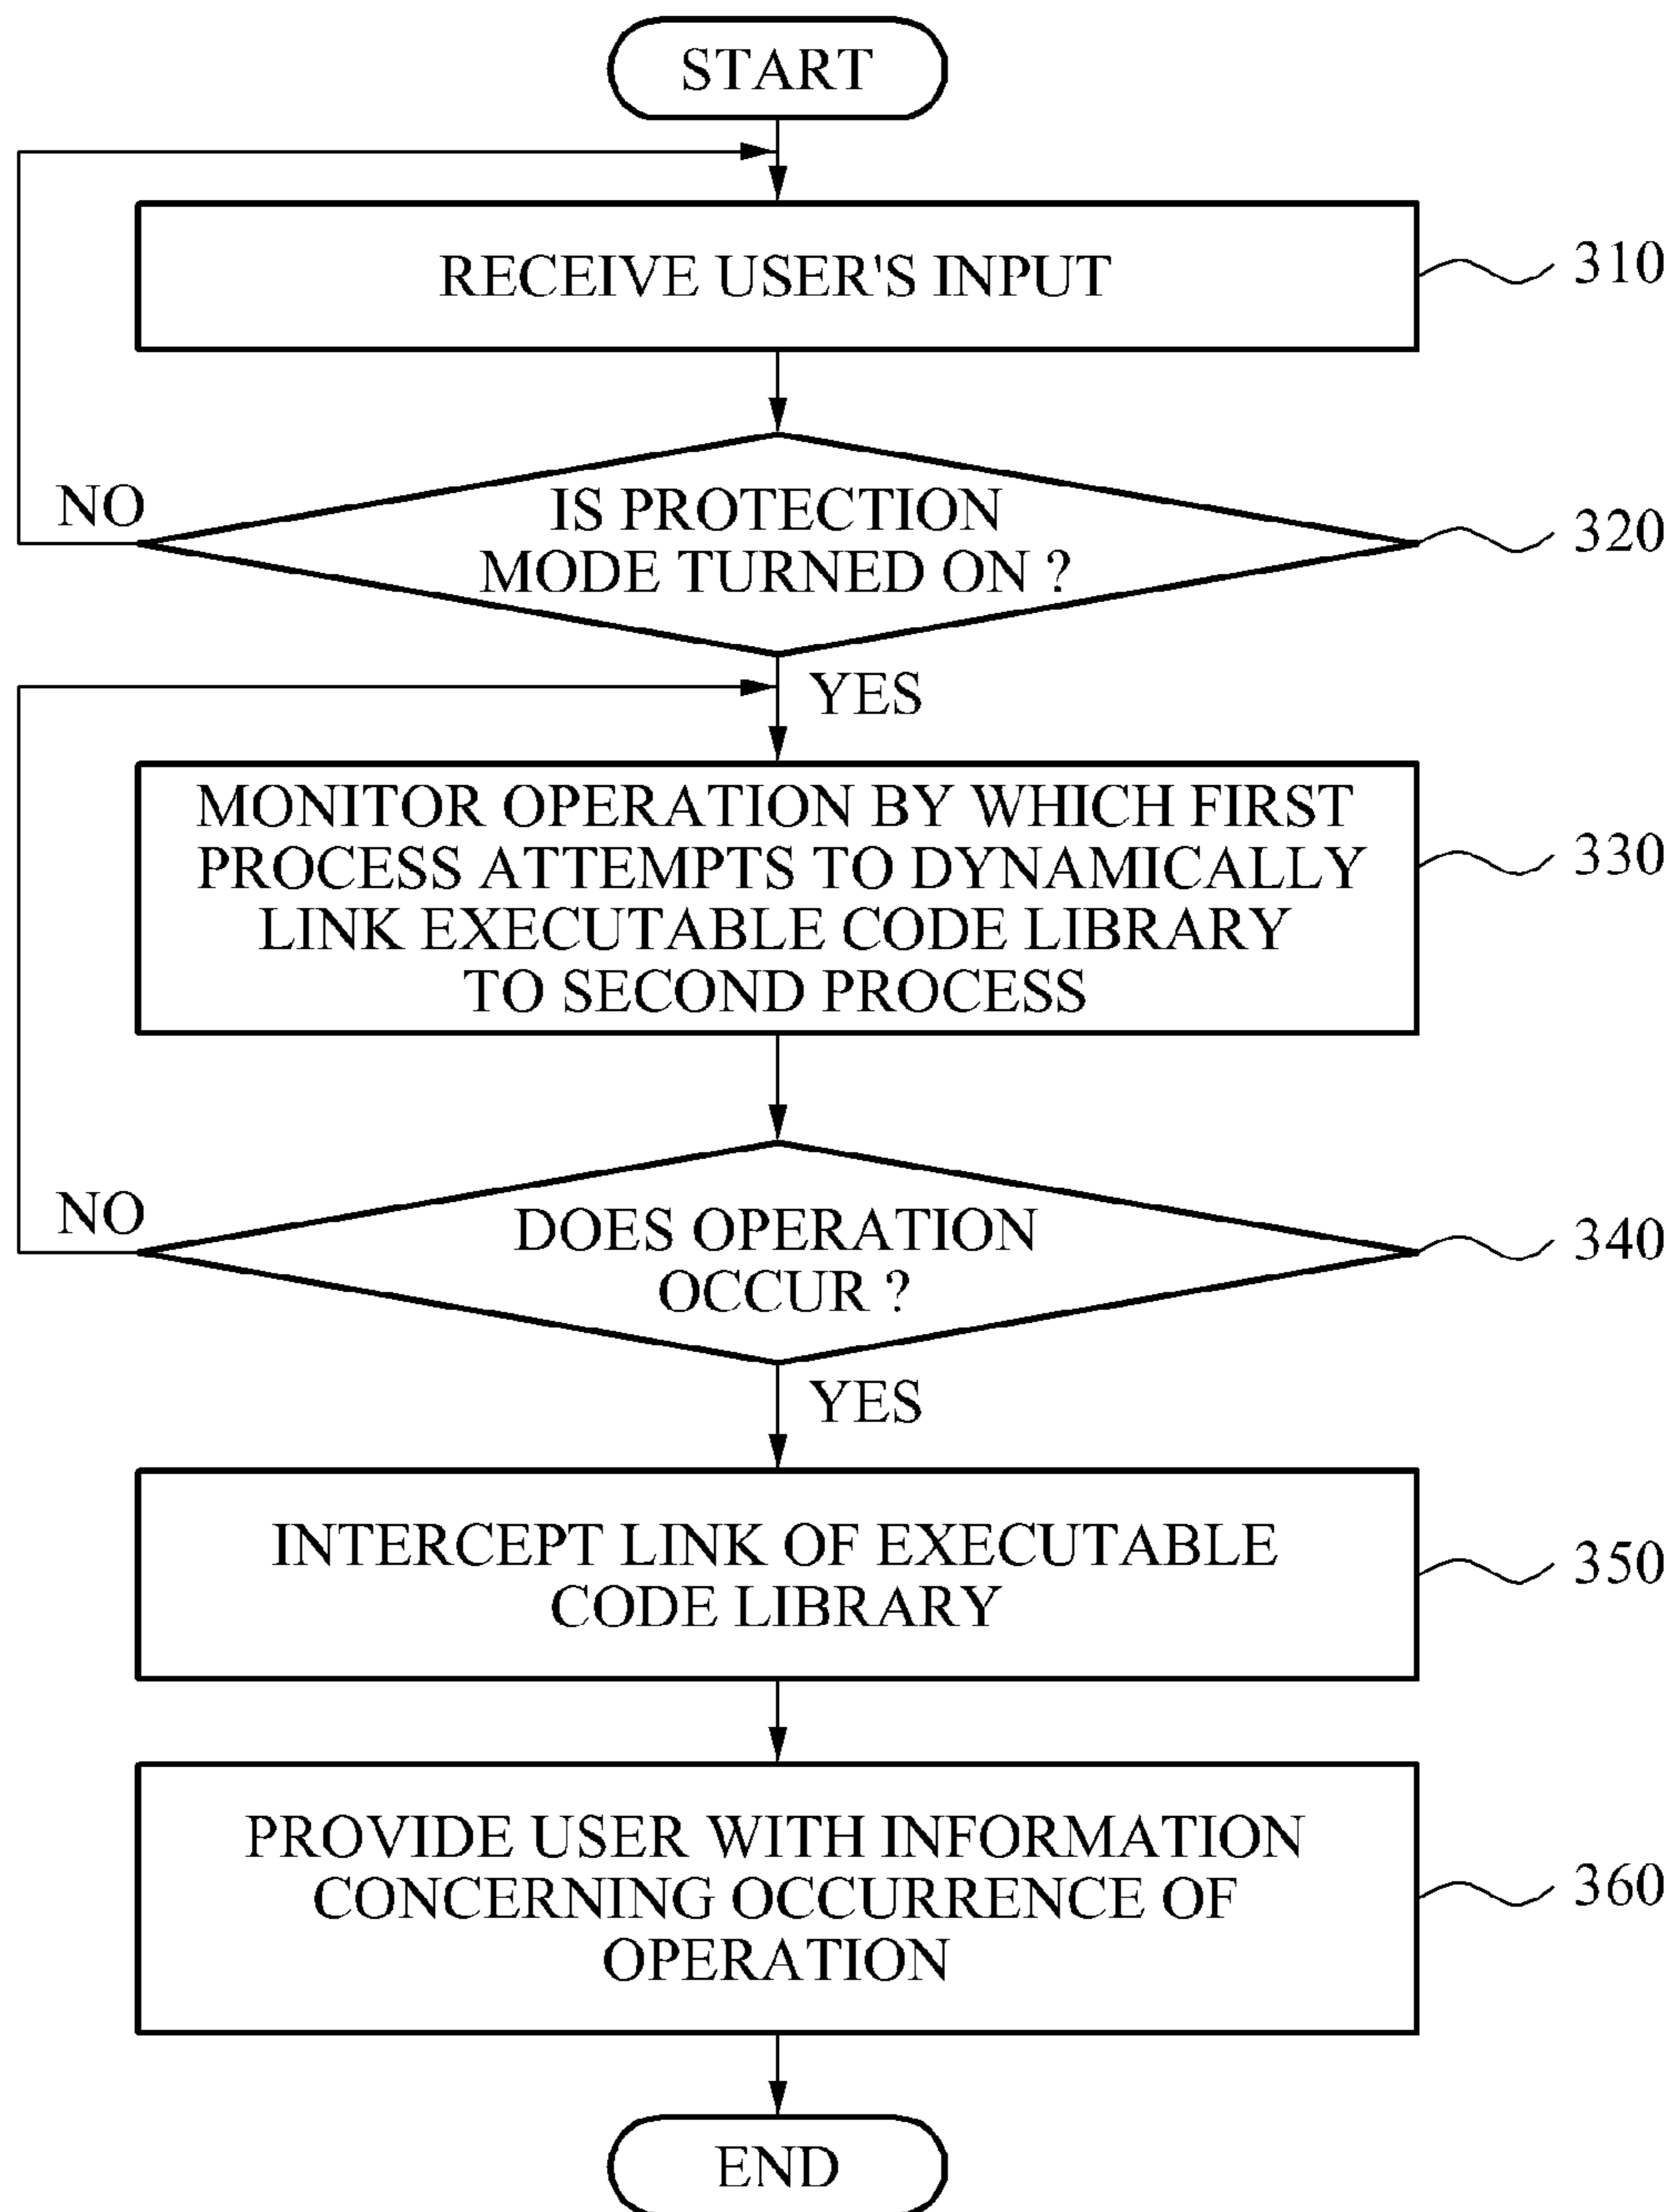 START
RECEIVE USER'S INPUT
310
NO
IS PROTECTION
MODE TURNED ON ?
320
YES
MONITOR OPERATION BY WHICH FIRST
PROCESS ATTEMPTS TO DYNAMICALLY
LINK EXECUTABLE CODE LIBRARY
TO SECOND PROCESS
330
NO
DOES OPERATION
OCCUR ?
340
YES
INTERCEPT LINK OF EXECUTABLE
CODE LIBRARY
350
PROVIDE USER WITH INFORMATION
CONCERNING OCCURRENCE OF
OPERATION
360
END